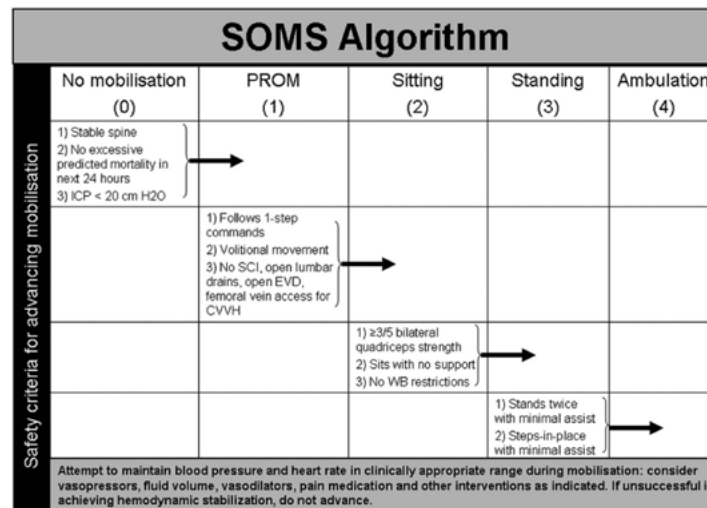 SOMS Algorithm
Safety criteria for advancing mobilisation
No mobilisation
(0)
PROM
(1)
Sitting
(2)
Standing
(3)
Ambulation
(4)
1) Stable spine
2) No excessive
predicted mortality in
next 24 hours
3) ICP < 20 cm H2O
1) Follows 1-step
commands
2) Volitional movement
3) No SCI, open lumbar
drains, open EVD,
femoral vein access for
CVVH
1) ≥3/5 bilateral
quadriceps strength
2) Sits with no support
3) No WB restrictions
1) Stands twice
with minimal assist
2) Steps-in-place
with minimal assist
Attempt to maintain blood pressure and heart rate in clinically appropriate range during mobilisation: consider
vasopressors, fluid volume, vasodilators, pain medication and other interventions as indicated. If unsuccessful i
achieving hemodynamic stabilization, do not advance.